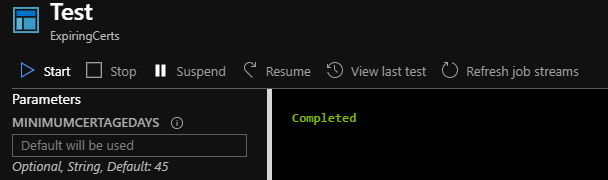 Test
ExpiringCerts
Start Stop Suspend Resume View last test Refresh job streams
Parameters
MINIMUMCERTAGEDAYS
Default will be used
Optional, String, Default: 45
Completed